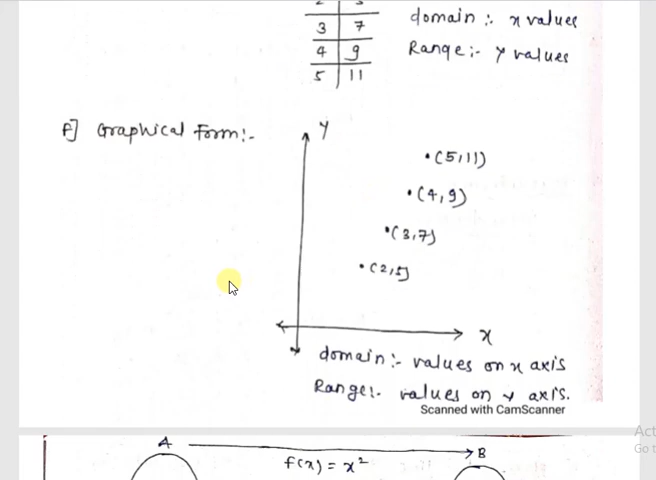 3 7
4 9
5 11
domain :. x values
Range:- y values
F] Graphical Form:-
y
(5,11)
(4,9)
(3,7)
(2,5)
x
domain:- values on x axis
Range:- values on y axis.
Scanned with CamScanner
A B
f(x) = x²